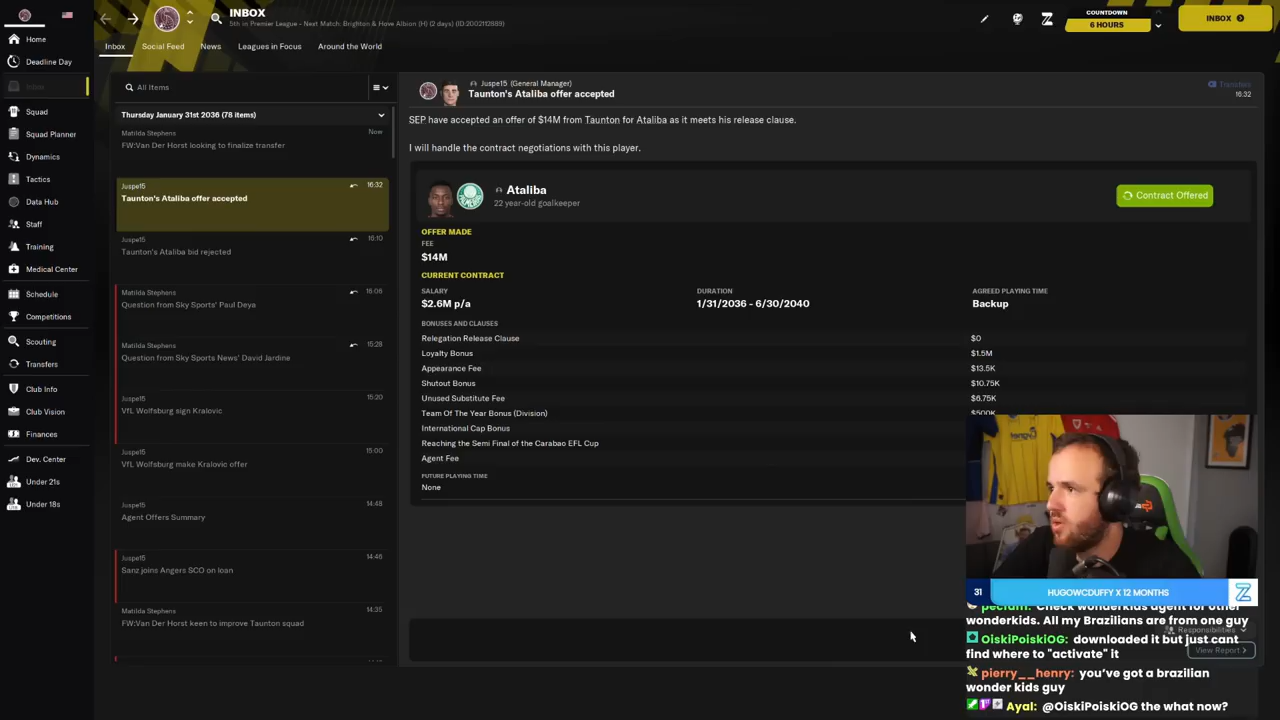 INBOX
5th in Premier League - Next Match: Brighton & Hove Albion (H) (2 days) (ID:2002112689)
COUNTDOWN
6 HOURS
INBOX
Inbox
Social Feed
News
Leagues in Focus
Around the World
Home
Deadline Day
Inbox
Squad
Squad Planner
Dynamics
Tactics
Data Hub
Staff
Training
Medical Center
Schedule
Competitions
Scouting
Transfers
Club Info
Club Vision
Finances
Dev. Center
Under 21s
Under 18s
All Items
Thursday January 31st 2036 (78 items)
Matilda Stephens
Now
FW:Van Der Horst looking to finalize transfer
Juspe15
16:32
Taunton's Ataliba offer accepted
Juspe15
16:10
Taunton's Ataliba bid rejected
Matilda Stephens
16:06
Question from Sky Sports' Paul Deya
Matilda Stephens
15:28
Question from Sky Sports News' David Jardine
Juspe15
15:20
VfL Wolfsburg sign Kralovic
Juspe15
15:00
VfL Wolfsburg make Kralovic offer
Juspe15
14:48
Agent Offers Summary
Juspe15
14:46
Sanz joins Angers SCO on loan
Matilda Stephens
14:35
FW:Van Der Horst keen to improve Taunton squad
Juspe15 (General Manager)
Taunton's Ataliba offer accepted
Transfers
16:32
SEP have accepted an offer of $14M from Taunton for Ataliba as it meets his release clause.
I will handle the contract negotiations with this player.
Ataliba
22 year-old goalkeeper
Contract Offered
OFFER MADE
FEE
$14M
CURRENT CONTRACT
SALARY
$2.6M p/a
DURATION
1/31/2036 - 6/30/2040
AGREED PLAYING TIME
Backup
BONUSES AND CLAUSES
Relegation Release Clause
$0
Loyalty Bonus
$1.5M
Appearance Fee
$13.5K
Shutout Bonus
$10.75K
Unused Substitute Fee
$6.75K
Team Of The Year Bonus (Division)
$500K
International Cap Bonus
Reaching the Semi Final of the Carabao EFL Cup
Agent Fee
FUTURE PLAYING TIME
None
31
HUGOWCDUFFY X 12 MONTHS
Check wonderkids agent for other
wonderkids. All my Brazilians are from one guy
Responsibilities
OiskiPoiskiOG: downloaded it but just cant
find where to "activate" it
View Report
pierry__henry: you've got a brazilian
wonder kids guy
Ayal: @OiskiPoiskiOG the what now?